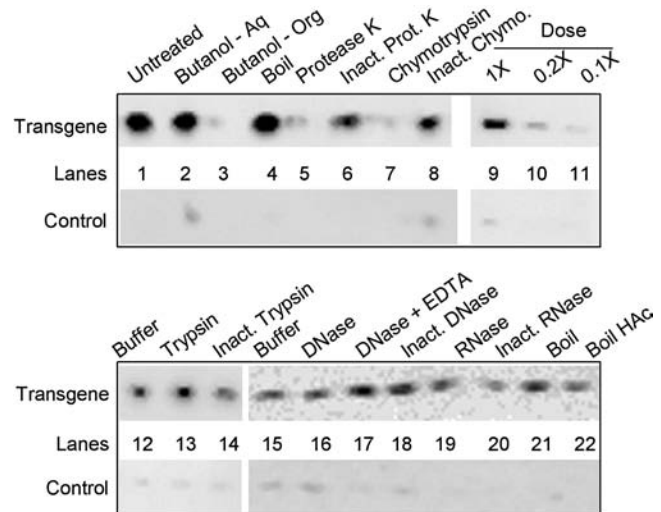 Untreated Butanol - Aq Butanol - Org Boil Protease K Inact. Prot. K Chymotrypsin Inact. Chymo. Dose
1X 0.2X 0.1X
Transgene
Lanes 1 2 3 4 5 6 7 8 9 10 11
Control
Buffer Trypsin Inact. Trypsin Buffer DNase DNase + EDTA Inact. DNase RNase Inact. RNase Boil Boil HAc
Transgene
Lanes 12 13 14 15 16 17 18 19 20 21 22
Control